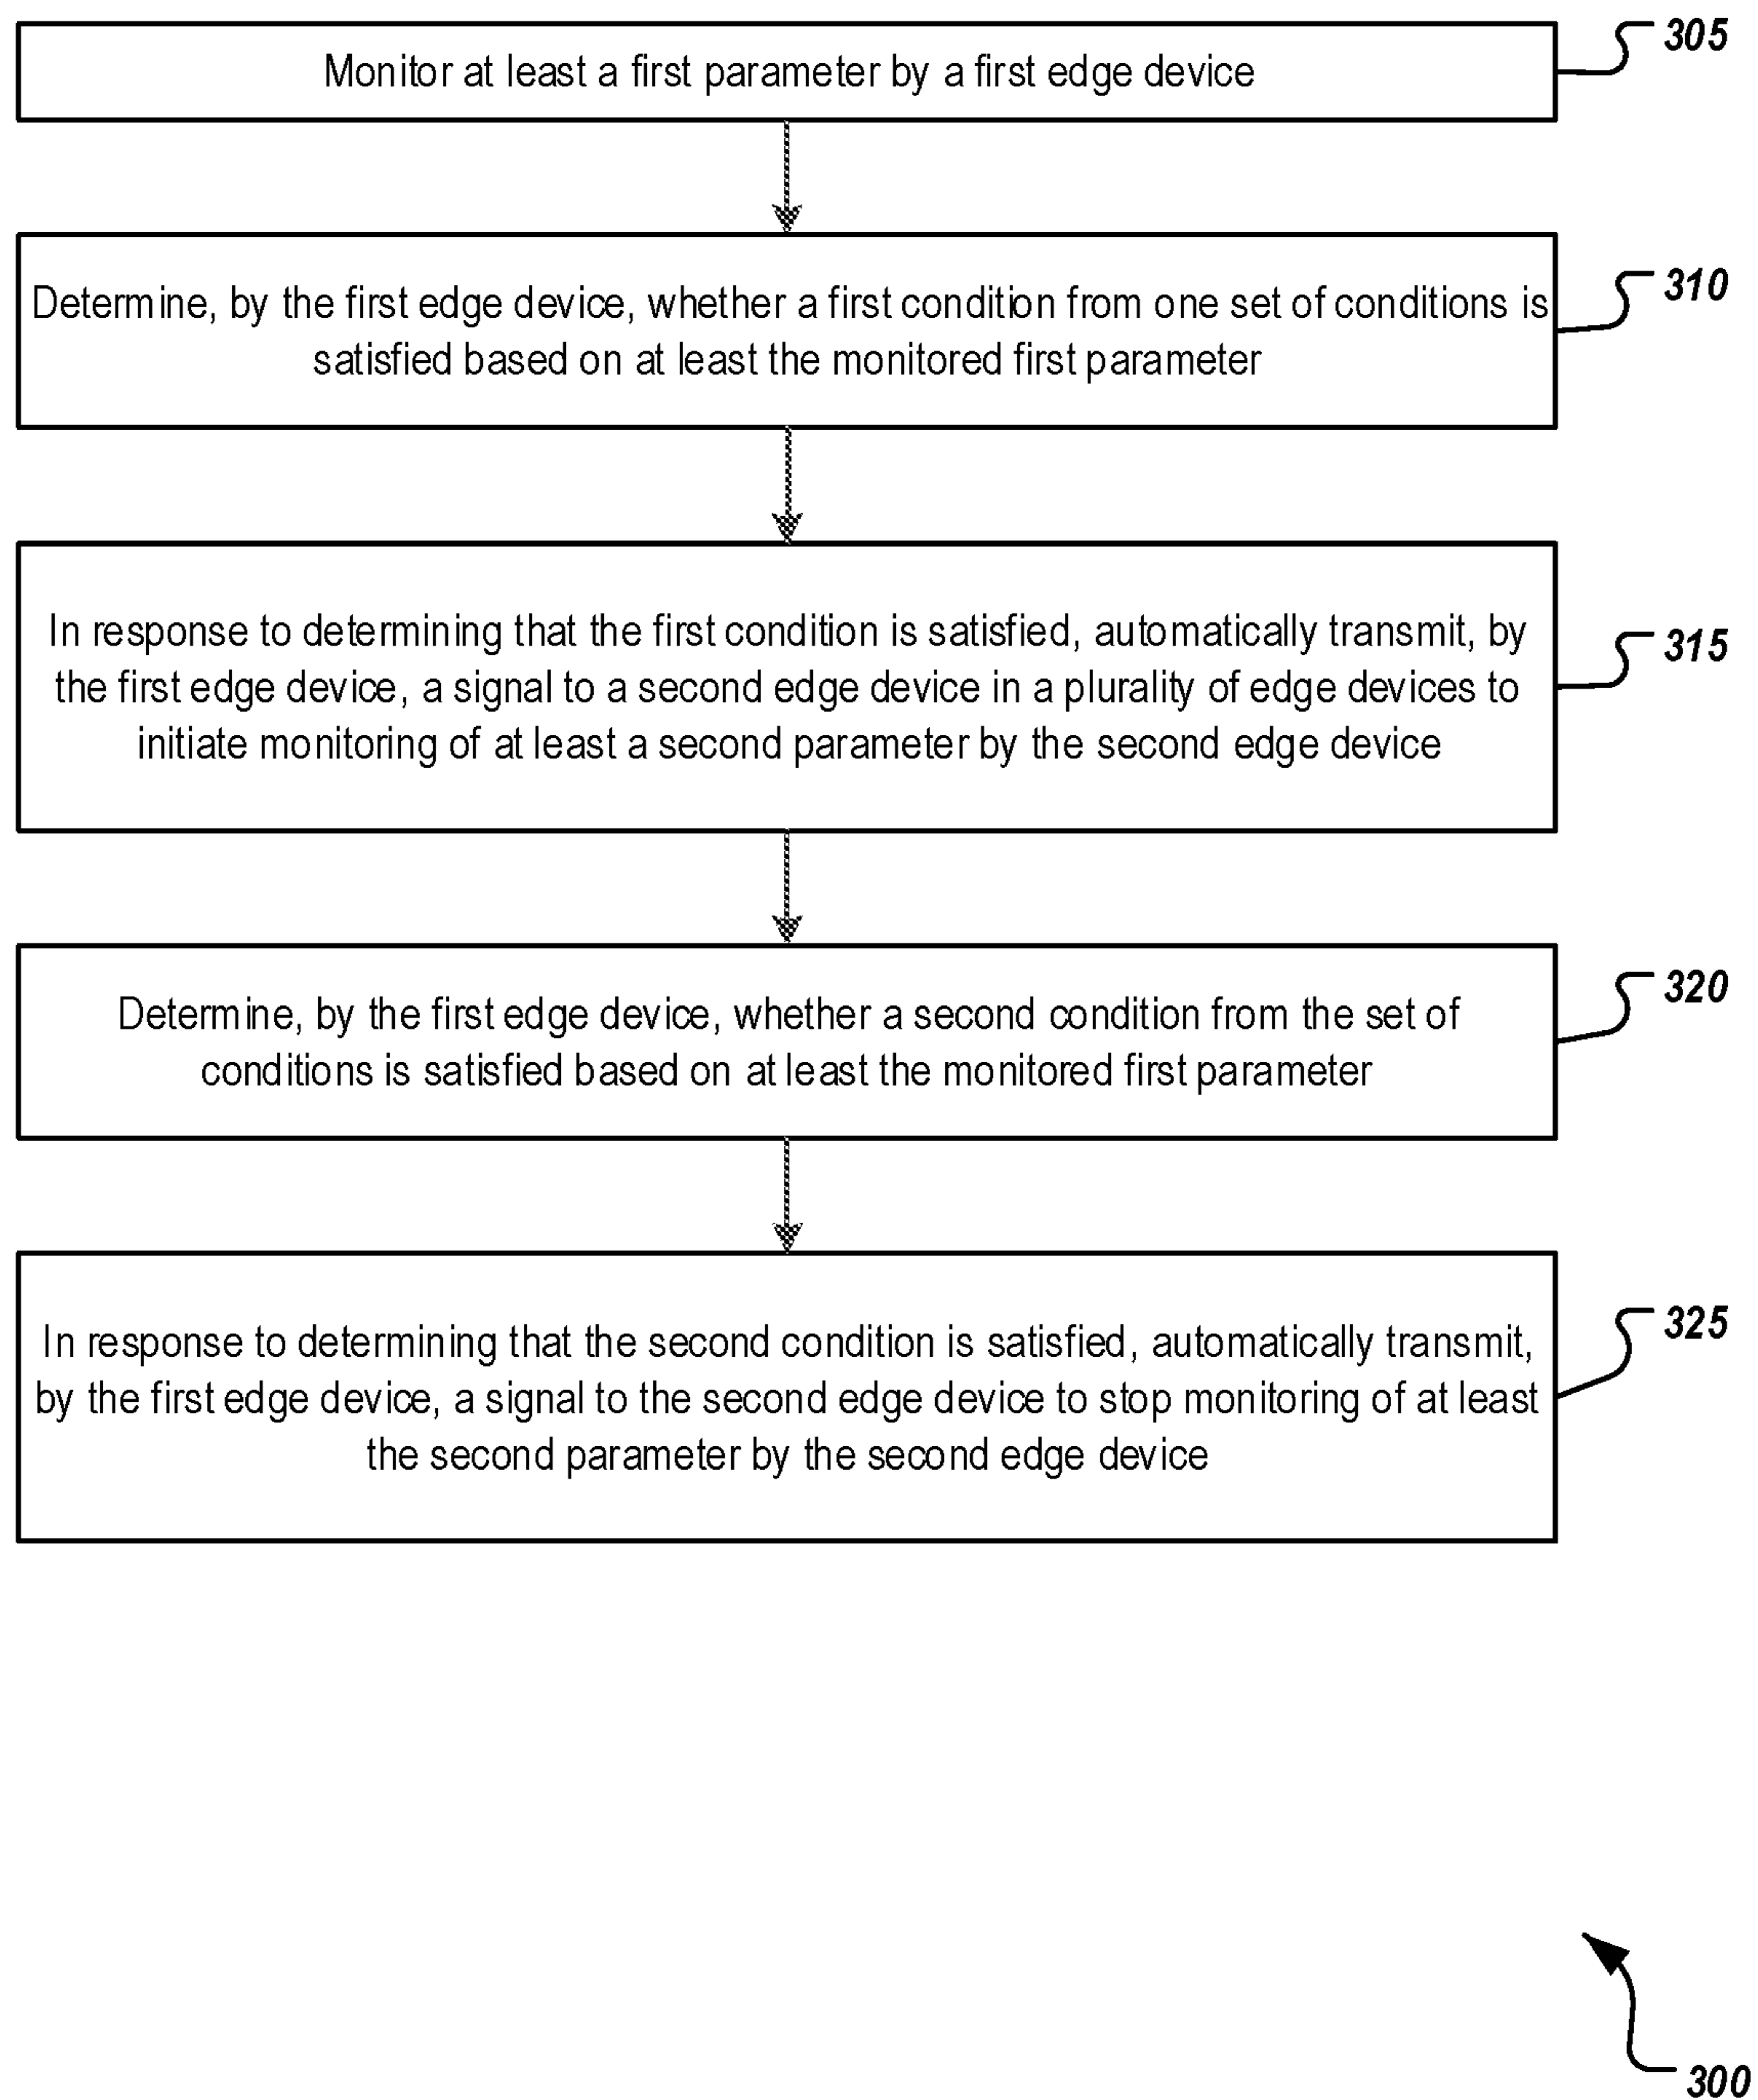 Monitor at least a first parameter by a first edge device
305
Determine, by the first edge device, whether a first condition from one set of conditions is
satisfied based on at least the monitored first parameter
310
In response to determining that the first condition is satisfied, automatically transmit, by
the first edge device, a signal to a second edge device in a plurality of edge devices to
initiate monitoring of at least a second parameter by the second edge device
315
Determine, by the first edge device, whether a second condition from the set of
conditions is satisfied based on at least the monitored first parameter
320
In response to determining that the second condition is satisfied, automatically transmit,
by the first edge device, a signal to the second edge device to stop monitoring of at least
the second parameter by the second edge device
325
300